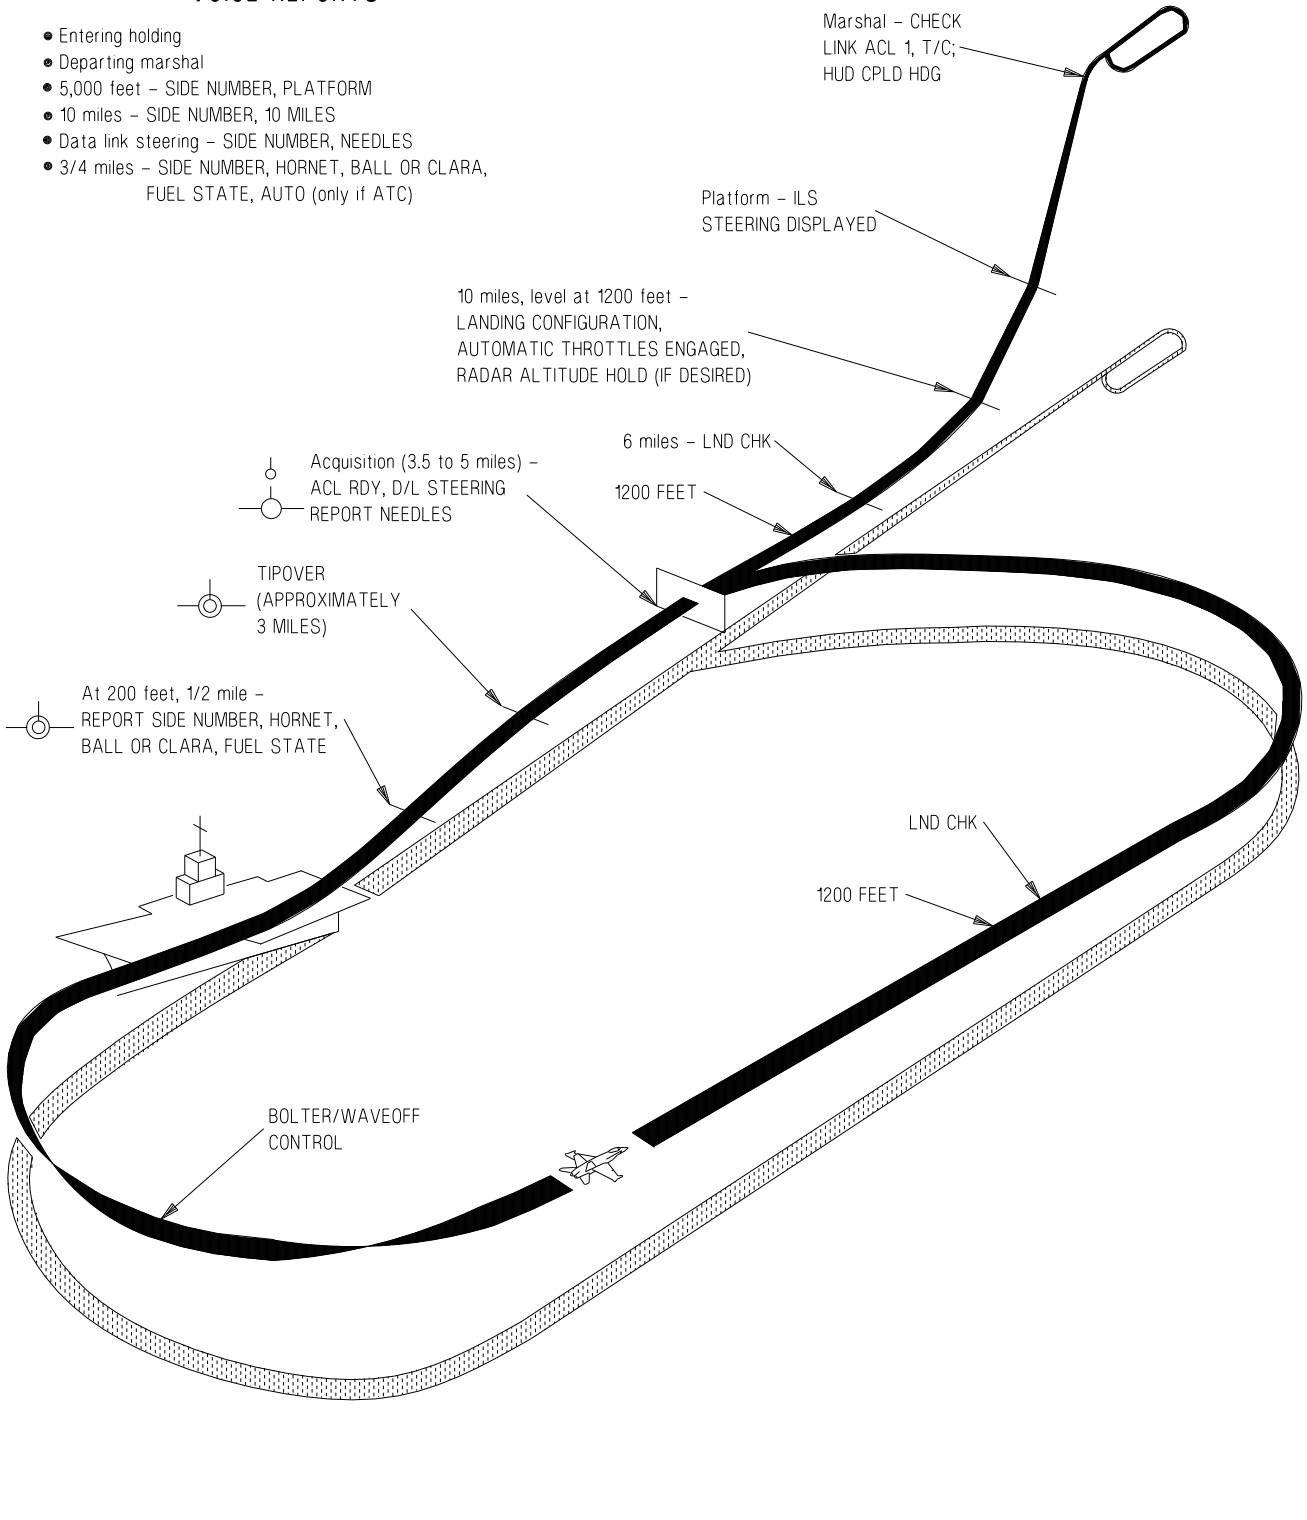 VOICE REPORTS
• Entering holding
• Departing marshal
• 5,000 feet – SIDE NUMBER, PLATFORM
• 10 miles – SIDE NUMBER, 10 MILES
• Data link steering – SIDE NUMBER, NEEDLES
• 3/4 miles – SIDE NUMBER, HORNET, BALL OR CLARA,
FUEL STATE, AUTO (only if ATC)
Marshal – CHECK
LINK ACL 1, T/C;
HUD CPLD HDG
Platform – ILS
STEERING DISPLAYED
10 miles, level at 1200 feet –
LANDING CONFIGURATION,
AUTOMATIC THROTTLES ENGAGED,
RADAR ALTITUDE HOLD (IF DESIRED)
6 miles – LND CHK
1200 FEET
Acquisition (3.5 to 5 miles) –
ACL RDY, D/L STEERING
REPORT NEEDLES
TIPOVER
(APPROXIMATELY
3 MILES)
At 200 feet, 1/2 mile –
REPORT SIDE NUMBER, HORNET,
BALL OR CLARA, FUEL STATE
LND CHK
1200 FEET
BOLTER/WAVEOFF
CONTROL